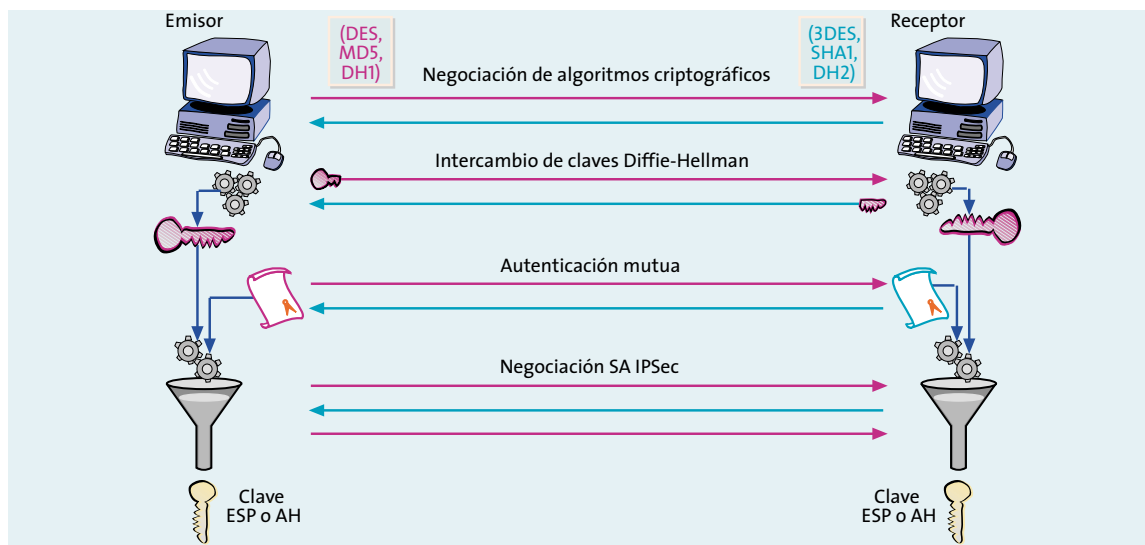 Emisor
Receptor
(DES,
MD5,
DH1)
(3DES,
SHA1,
DH2)
Negociación de algoritmos criptográficos
Intercambio de claves Diffie-Hellman
Autenticación mutua
Negociación SA IPSec
Clave
ESP o AH
Clave
ESP o AH